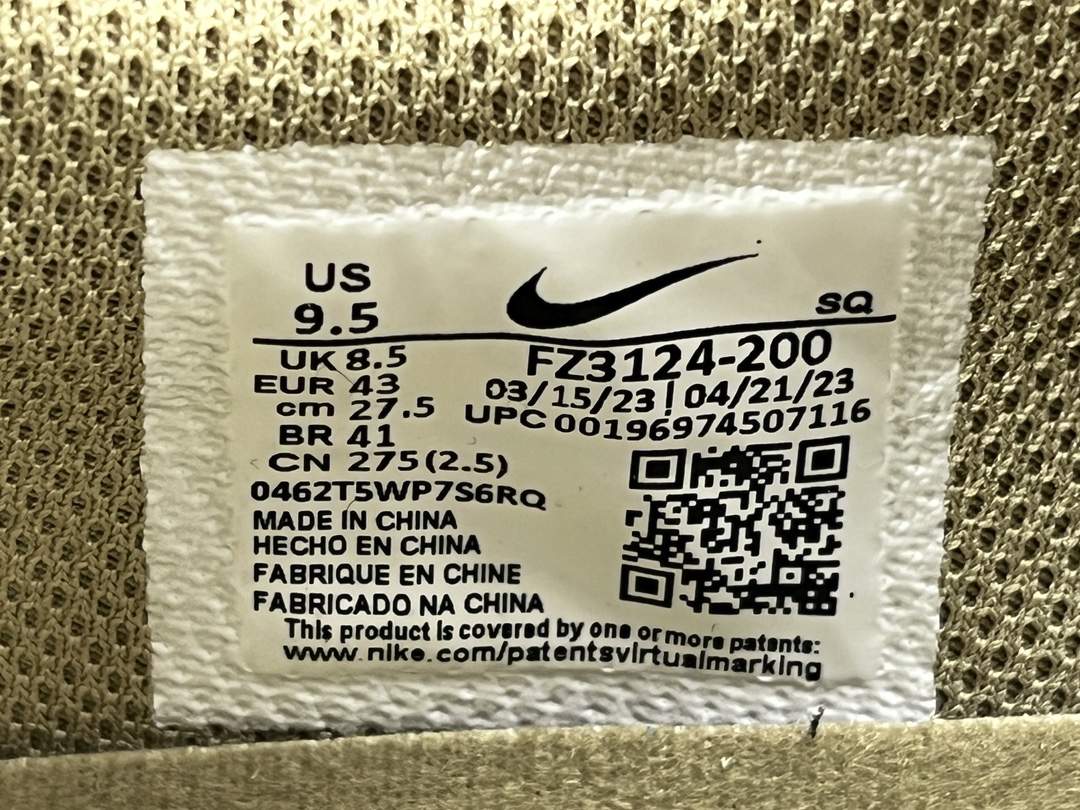 US
9.5
SQ
UK 8.5
EUR 43
cm 27.5
BR 41
CN 275(2.5)
0462T5WP7S6RQ
MADE IN CHINA
HECHO EN CHINA
FABRIQUE EN CHINE
FABRICADO NA CHINA
FZ3124-200
03/15/23 | 04/21/23
UPC 00196974507116
This product is covered by one or more patents:
www.nike.com/patentsvirtualmarking